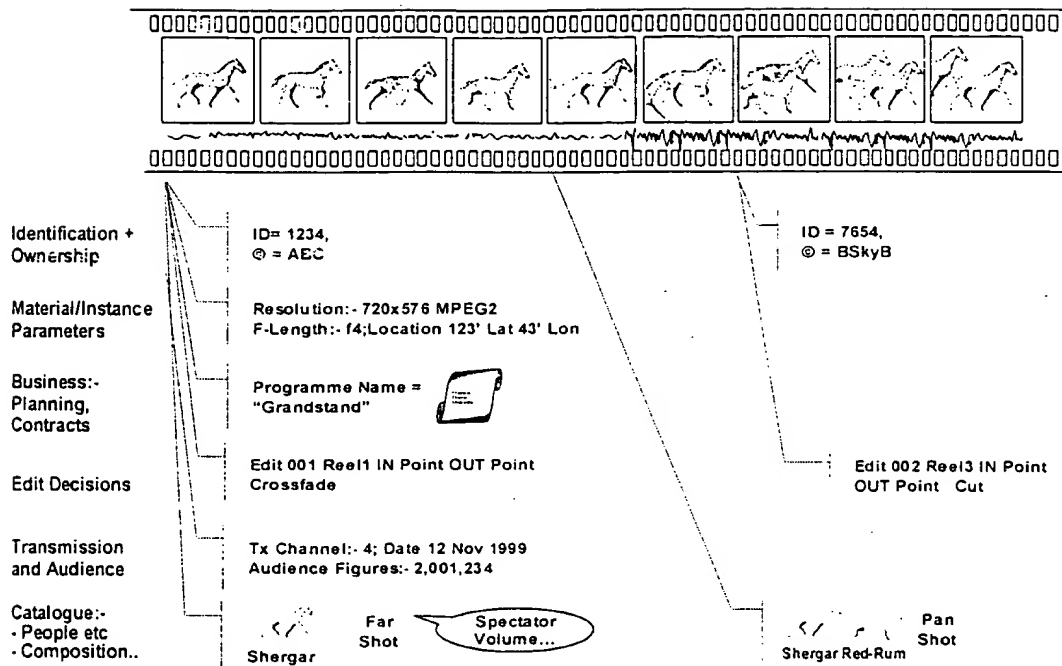 Identification +
Ownership
ID= 1234,
© = AEC
ID = 7654,
© = BSkyB
Material/Instance
Parameters
Resolution:- 720x576 MPEG2
F-Length:- f4;Location 123' Lat 43' Lon
Business:-
Planning,
Contracts
Programme Name =
“Grandstand”
Edit Decisions
Edit 001 Reel1 IN Point OUT Point
Crossfade
Edit 002 Reel3 IN Point
OUT Point Cut
Transmission
and Audience
Tx Channel:- 4; Date 12 Nov 1999
Audience Figures:- 2,001,234
Catalogue:-
- People etc
- Composition..
Shergar
Far
Shot
Spectator
Volume...
Shergar Red-Rum
Pan
Shot